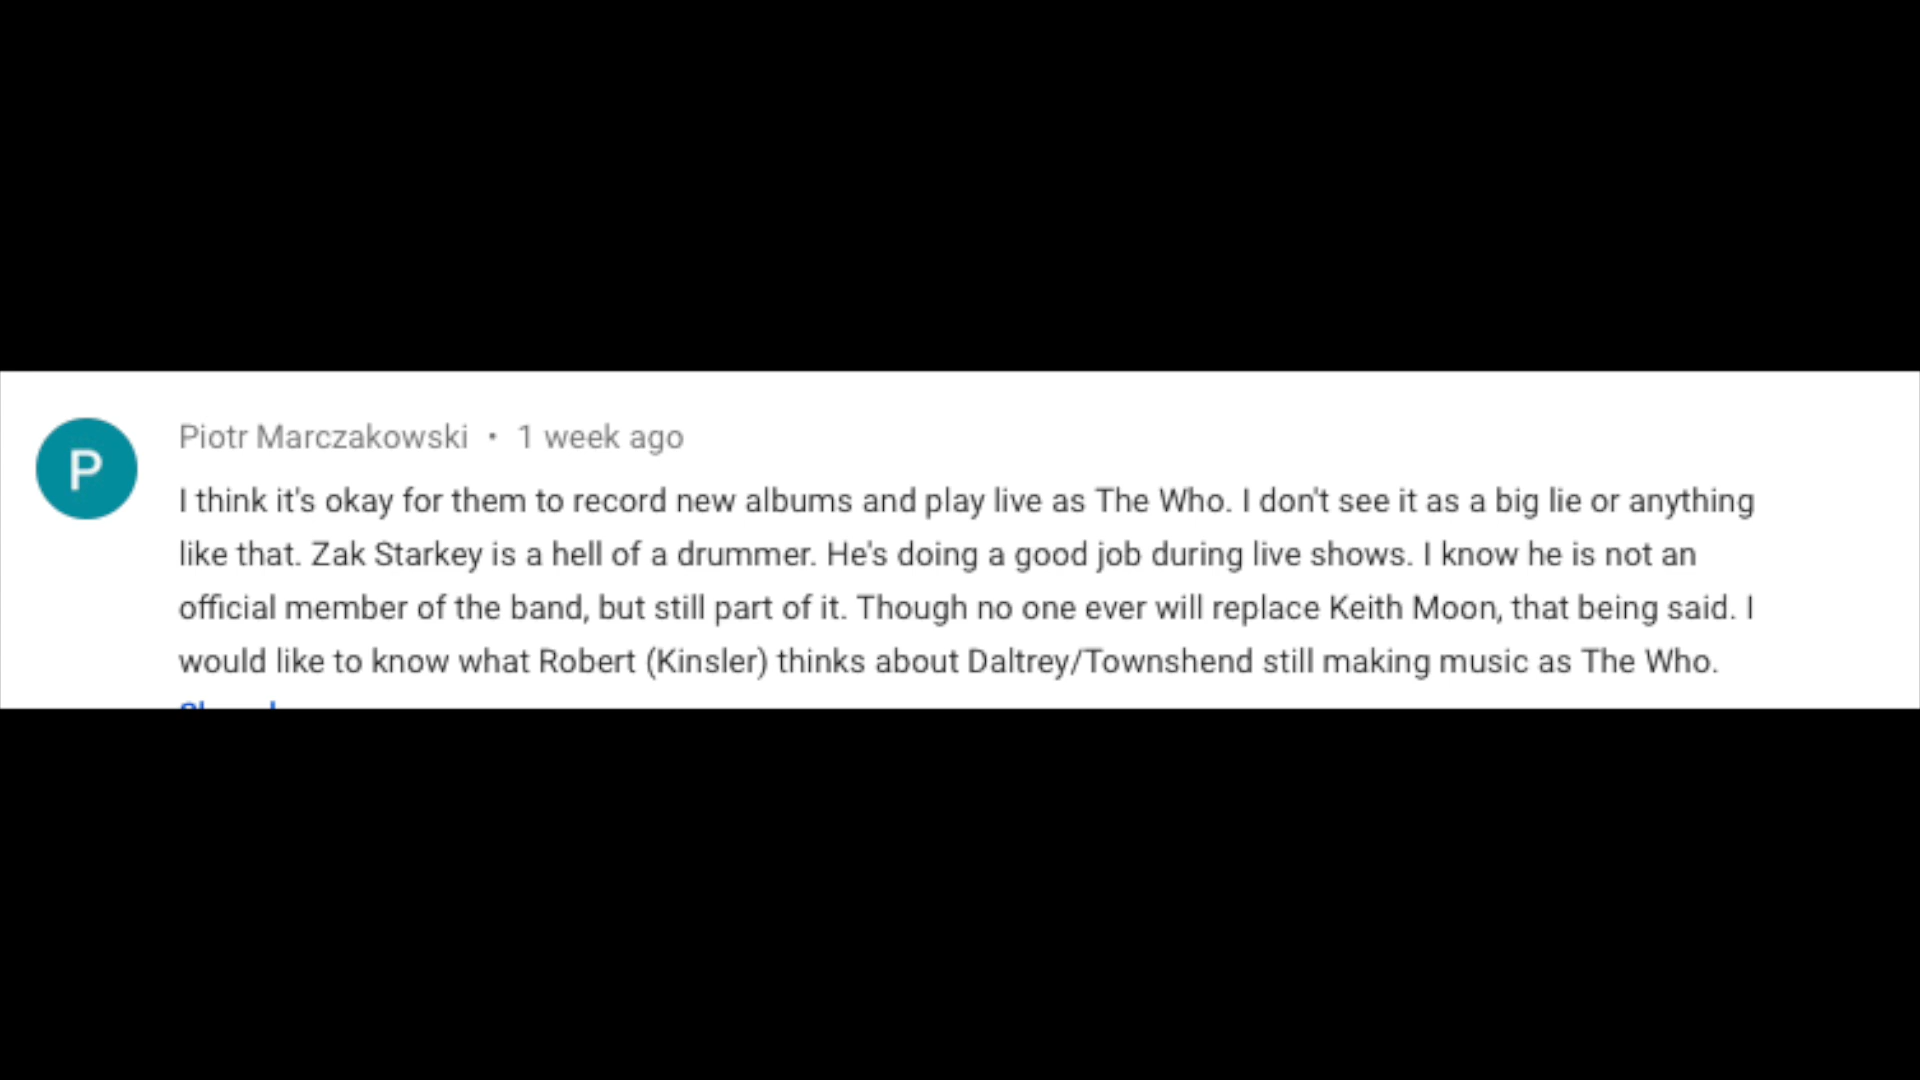 P
Piotr Marczakowski • 1 week ago
I think it's okay for them to record new albums and play live as The Who. I don't see it as a big lie or anything
like that. Zak Starkey is a hell of a drummer. He's doing a good job during live shows. I know he is not an
official member of the band, but still part of it. Though no one ever will replace Keith Moon, that being said. I
would like to know what Robert (Kinsler) thinks about Daltrey/Townshend still making music as The Who.